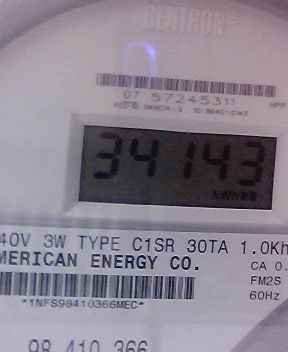 CENTRON
07 57245311
34143
kWh
40V 3W TYPE C1SR 30TA 1.0Kh
MERICAN ENERGY CO.
CA 0.
FM2S
*1NFS98410366MEC*
60Hz
98 410 366